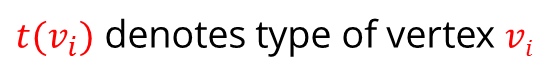 t(vᵢ) denotes type of vertex vᵢ